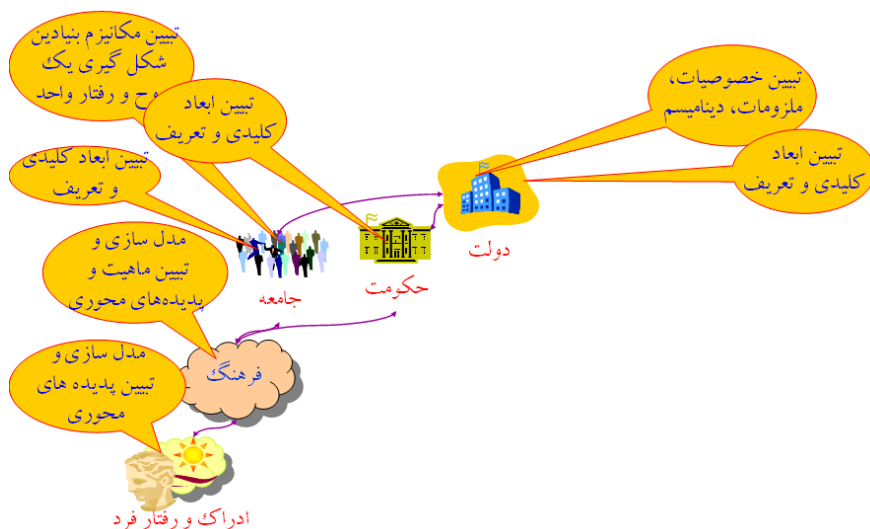 تبیین مکانیزم بنیادین
شکل گیری یک
وح و رفتار واحد
تبیین ابعاد
کلیدی و تعریف
تبیین خصوصیات،
ملزومات، دینامیسم
تبیین ابعاد
کلیدی و تعریف
تبیین ابعاد کلیدی
و تعریف
دولت
حکومت
جامعه
مدل سازی و
تبیین ماهیت و
پدیده‌های محوری
فرهنگ
مدل سازی و
تبیین پدیده های
محوری
ادراک و رفتار فرد